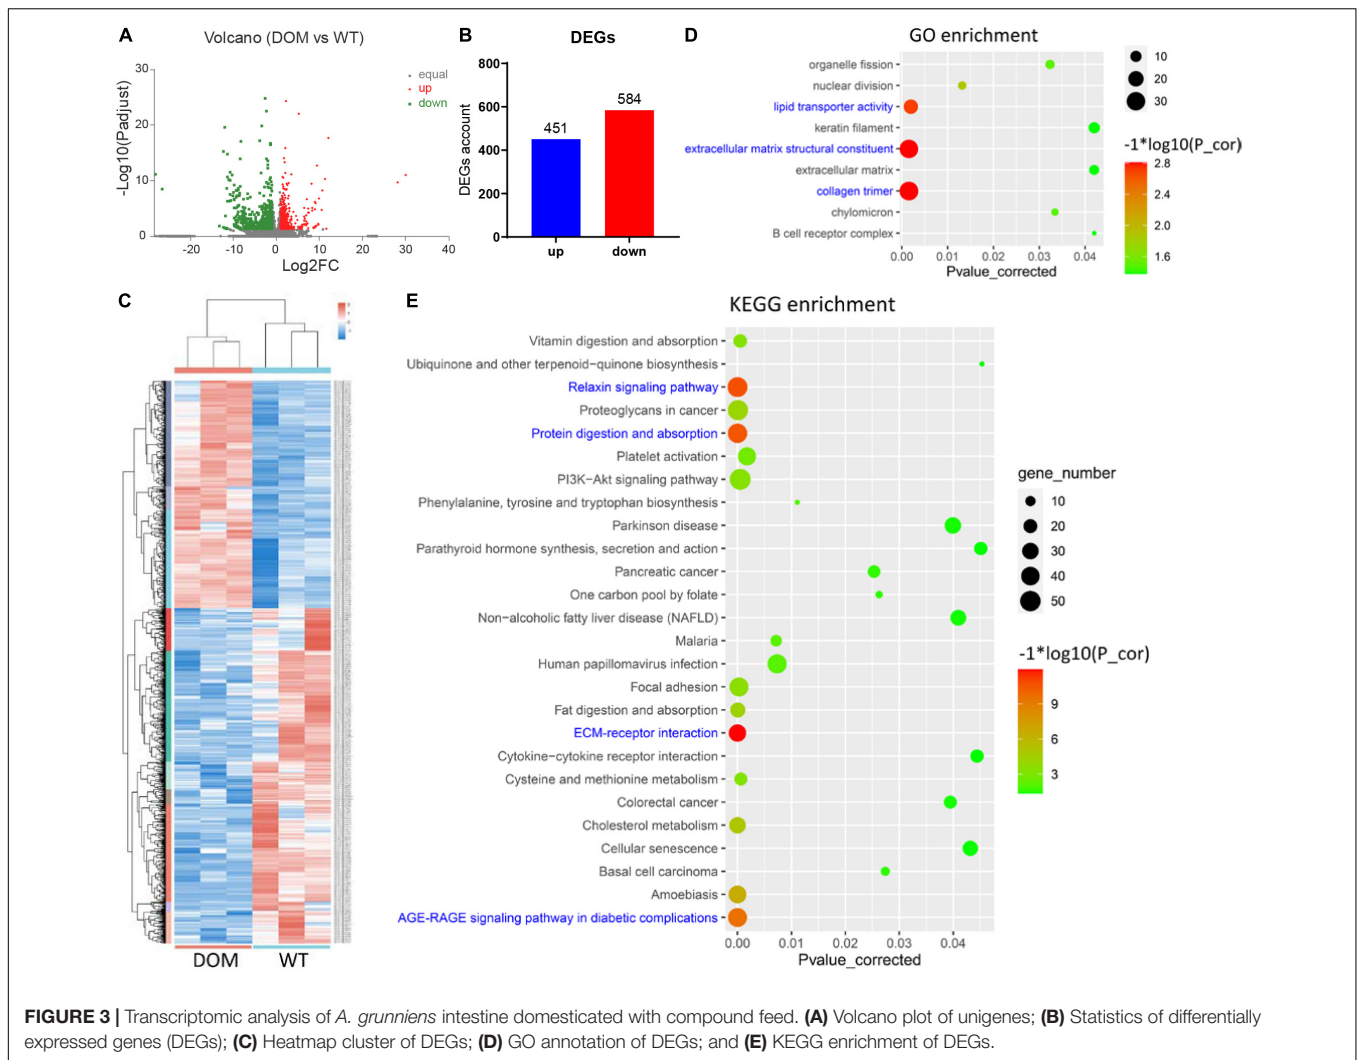 A
Volcano (DOM vs WT)
equal
up
down
-Log10(Padjust)
30
20
10
0
-20
-10
0
10
20
30
40
Log2FC
B
DEGs
DEGs account
800
600
400
200
0
451
584
up
down
D
GO enrichment
organelle fission
nuclear division
lipid transporter activity
keratin filament
extracellular matrix structural constituent
extracellular matrix
collagen trimer
chylomicron
B cell receptor complex
0.00
0.01
0.02
0.03
0.04
Pvalue_corrected
10
20
30
-1*log10(P_cor)
2.8
2.4
2.0
1.6
C
DOM
WT
E
KEGG enrichment
Vitamin digestion and absorption
Ubiquinone and other terpenoid−quinone biosynthesis
Relaxin signaling pathway
Proteoglycans in cancer
Protein digestion and absorption
Platelet activation
PI3K−Akt signaling pathway
Phenylalanine, tyrosine and tryptophan biosynthesis
Parkinson disease
Parathyroid hormone synthesis, secretion and action
Pancreatic cancer
One carbon pool by folate
Non−alcoholic fatty liver disease (NAFLD)
Malaria
Human papillomavirus infection
Focal adhesion
Fat digestion and absorption
ECM-receptor interaction
Cytokine−cytokine receptor interaction
Cysteine and methionine metabolism
Colorectal cancer
Cholesterol metabolism
Cellular senescence
Basal cell carcinoma
Amoebiasis
AGE-RAGE signaling pathway in diabetic complications
0.00
0.01
0.02
0.03
0.04
Pvalue_corrected
gene_number
10
20
30
40
50
-1*log10(P_cor)
9
6
3
FIGURE 3 | Transcriptomic analysis of A. grunniens intestine domesticated with compound feed. (A) Volcano plot of unigenes; (B) Statistics of differentially
expressed genes (DEGs); (C) Heatmap cluster of DEGs; (D) GO annotation of DEGs; and (E) KEGG enrichment of DEGs.